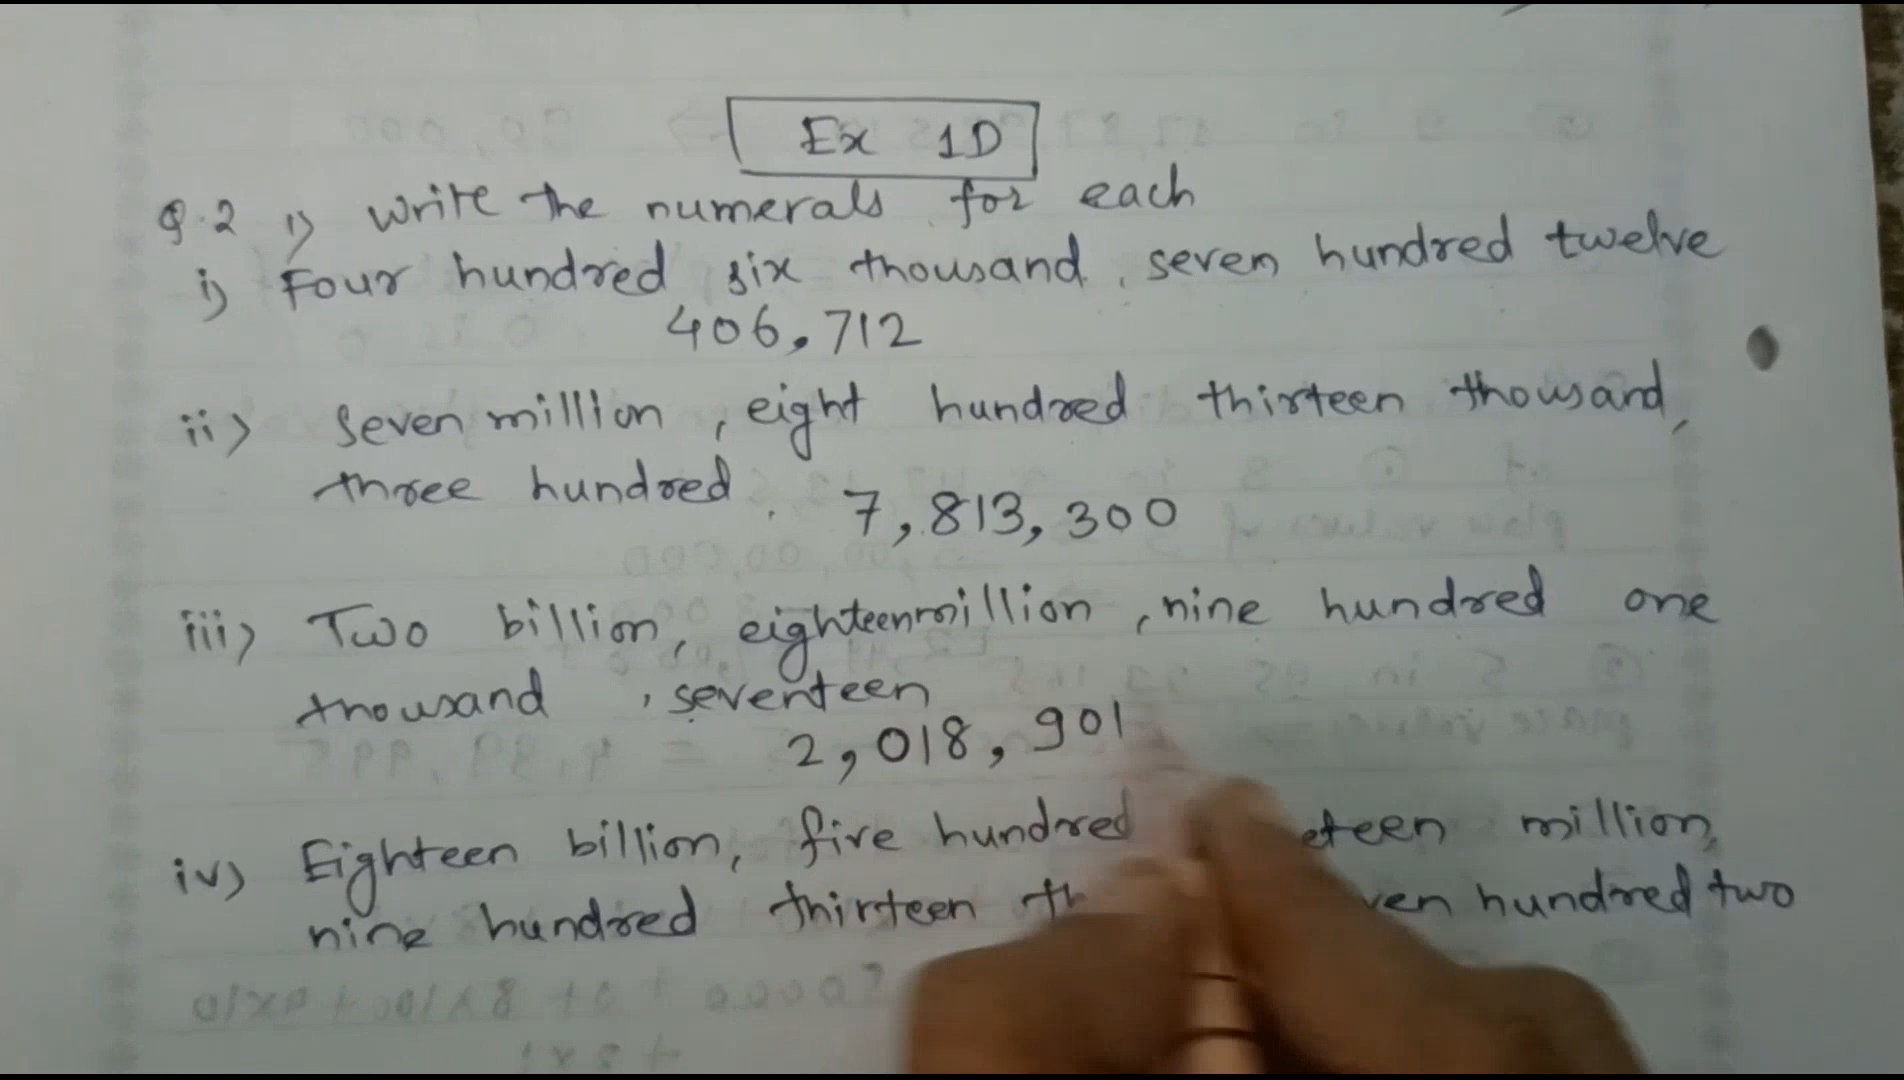 Ex 1D
Q.2 1) Write the numerals for each
i) Four hundred six thousand, seven hundred twelve
406,712
ii) Seven million, eight hundred thirteen thousand,
three hundred.
7,813,300
iii) Two billion, eighteen million, nine hundred one
thousand, seventeen
2,018,901
iv) Eighteen billion, five hundred million,
nine hundred thirteen hundred two